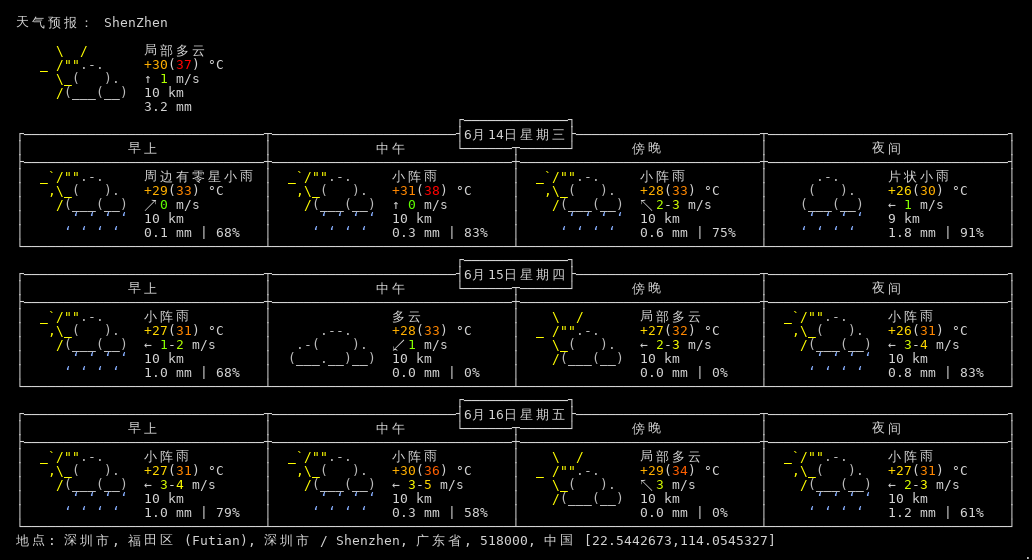 天气预报： ShenZhen
局部多云
+30(37) °C
↑ 1 m/s
10 km
3.2 mm
6月14日星期三
早上 中午 傍晚 夜间
周边有零星小雨 小阵雨 小阵雨 片状小雨
+29(33) °C +31(38) °C +28(33) °C +26(30) °C
↗ 0 m/s ↑ 0 m/s ↖ 2-3 m/s ← 1 m/s
10 km 10 km 10 km 9 km
0.1 mm | 68% 0.3 mm | 83% 0.6 mm | 75% 1.8 mm | 91%
6月15日星期四
早上 中午 傍晚 夜间
小阵雨 多云 局部多云 小阵雨
+27(31) °C +28(33) °C +27(32) °C +26(31) °C
← 1-2 m/s ↙ 1 m/s ← 2-3 m/s ← 3-4 m/s
10 km 10 km 10 km 10 km
1.0 mm | 68% 0.0 mm | 0% 0.0 mm | 0% 0.8 mm | 83%
6月16日星期五
早上 中午 傍晚 夜间
小阵雨 小阵雨 局部多云 小阵雨
+27(31) °C +30(36) °C +29(34) °C +27(31) °C
← 3-4 m/s ← 3-5 m/s ↖ 3 m/s ← 2-3 m/s
10 km 10 km 10 km 10 km
1.0 mm | 79% 0.3 mm | 58% 0.0 mm | 0% 1.2 mm | 61%
地点: 深圳市, 福田区 (Futian), 深圳市 / Shenzhen, 广东省, 518000, 中国 [22.5442673,114.0545327]